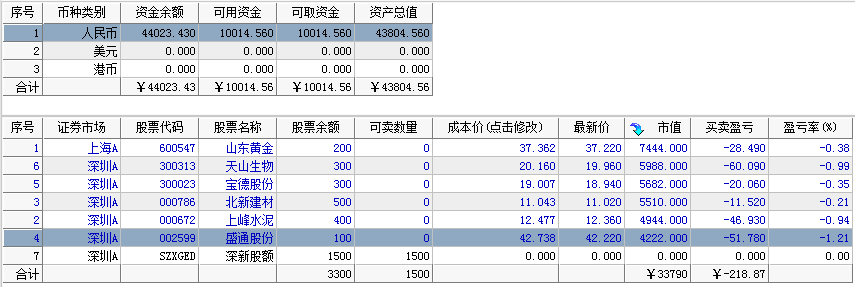 序号 币种类别 资金余额 可用资金 可取资金 资产总值
1 人民币 44023.430 10014.560 10014.560 43804.560
2 美元 0.000 0.000 0.000 0.000
3 港币 0.000 0.000 0.000 0.000
合计 ￥44023.43 ￥10014.56 ￥10014.56 ￥43804.56
序号 证券市场 股票代码 股票名称 股票余额 可卖数量 成本价(点击修改) 最新价 市值 买卖盈亏 盈亏率(%)
1 上海A 600547 山东黄金 200 0 37.362 37.220 7444.000 -28.490 -0.38
6 深圳A 300313 天山生物 300 0 20.160 19.960 5988.000 -60.090 -0.99
5 深圳A 300023 宝德股份 300 0 19.007 18.940 5682.000 -20.060 -0.35
3 深圳A 000786 北新建材 500 0 11.043 11.020 5510.000 -11.520 -0.21
2 深圳A 000672 上峰水泥 400 0 12.477 12.360 4944.000 -46.930 -0.94
4 深圳A 002599 盛通股份 100 0 42.738 42.220 4222.000 -51.780 -1.21
7 深圳A SZXGED 深新股额 1500 1500 0.000 0.000 0.000 0.000 0.00
合计 3300 1500 ￥33790 ￥-218.87